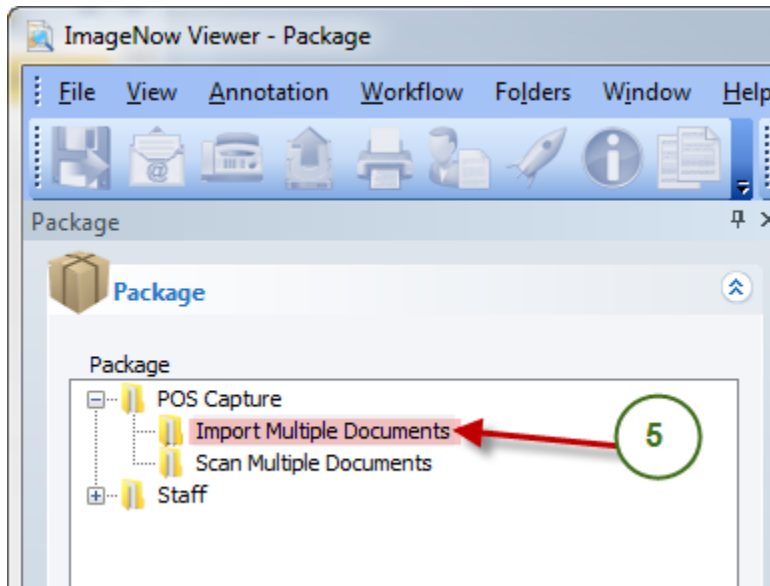 ImageNow Viewer - Package
File View Annotation Workflow Folders Window Help
Package
Package
Package
POS Capture
Import Multiple Documents
5
Scan Multiple Documents
Staff